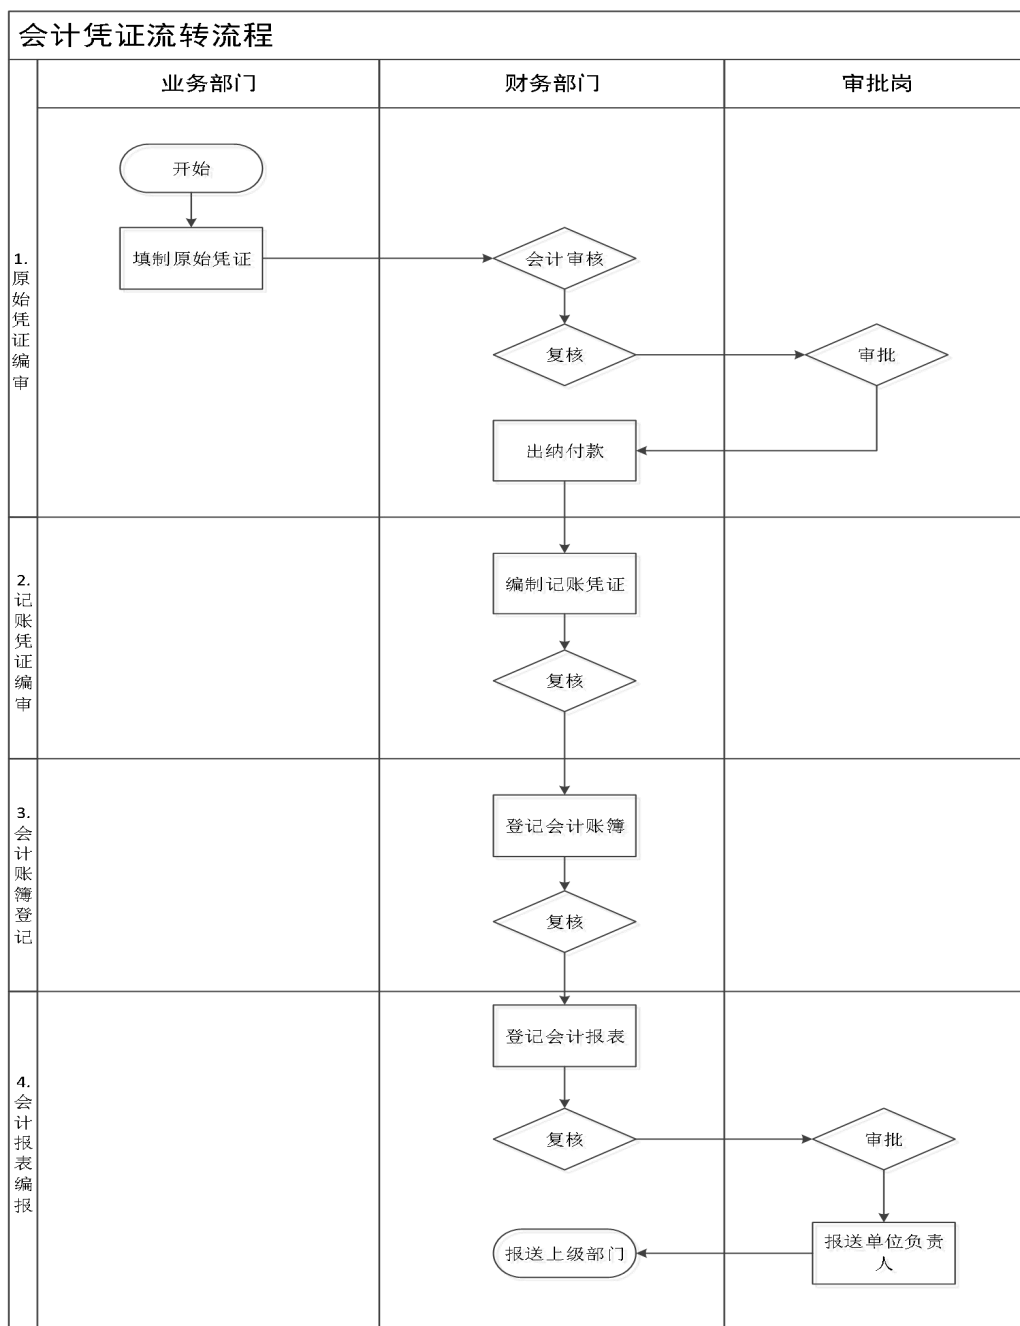 会计凭证流转流程
业务部门
财务部门
审批岗
1.
原
始
凭
证
编
审
开始
填制原始凭证
会计审核
复核
审批
出纳付款
2.
记
账
凭
证
编
审
编制记账凭证
复核
3.
会
计
账
簿
登
记
登记会计账簿
复核
4.
会
计
报
表
编
报
登记会计报表
复核
审批
报送单位负责
人
报送上级部门